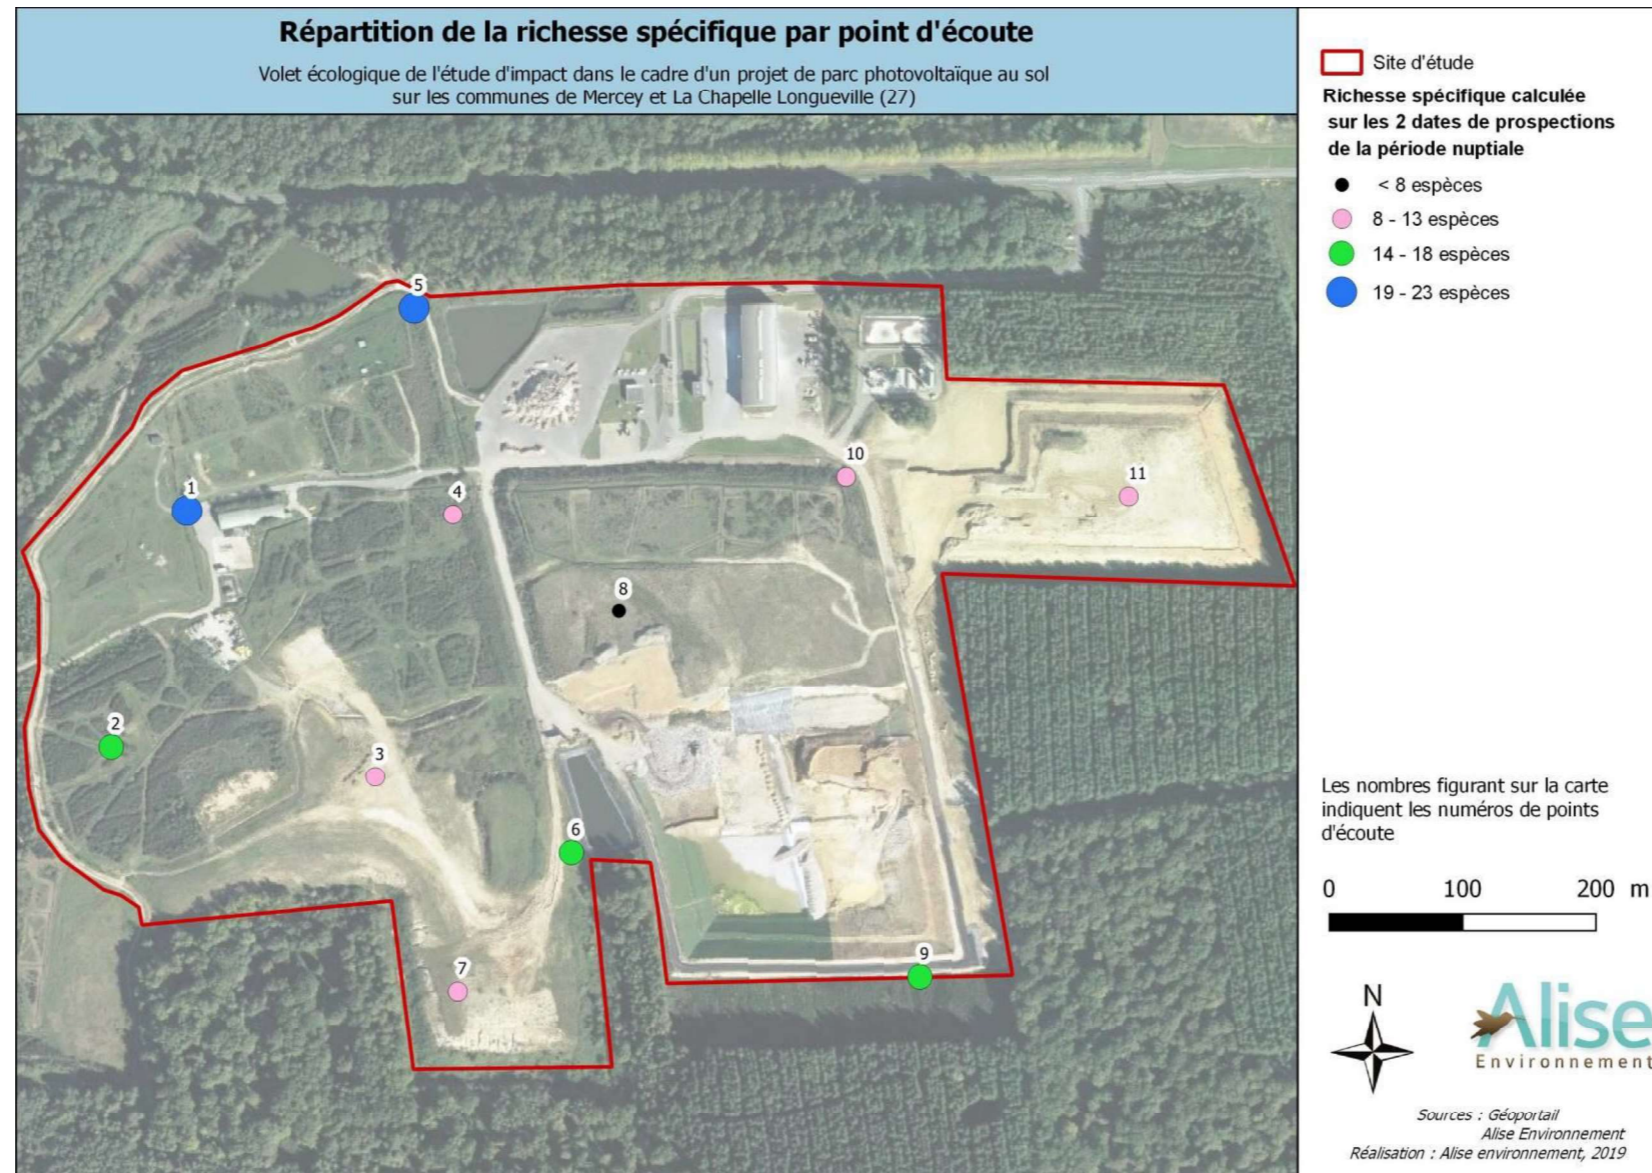 Répartition de la richesse spécifique par point d'écoute
Volet écologique de l'étude d'impact dans le cadre d'un projet de parc photovoltaïque au sol
sur les communes de Mercey et La Chapelle Longueville (27)
Site d'étude
Richesse spécifique calculée
sur les 2 dates de prospections
de la période nuptiale
< 8 espèces
8 - 13 espèces
14 - 18 espèces
19 - 23 espèces
5
10
11
1
4
8
2
3
6
9
7
Les nombres figurant sur la carte
indiquent les numéros de points
d'écoute
0 100 200 m
N
Alise
Environnement
Sources : Géoportail
Alise Environnement
Réalisation : Alise environnement, 2019